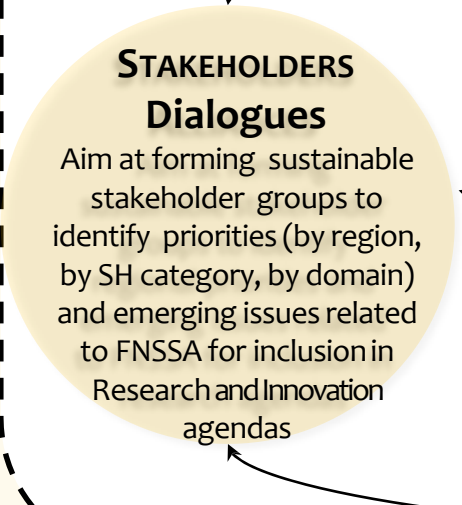 STAKEHOLDERS
Dialogues
Aim at forming sustainable
stakeholder groups to
identify priorities (by region,
by SH category, by domain)
and emerging issues related
to FNSSA for inclusion in
Research and Innovation
agendas